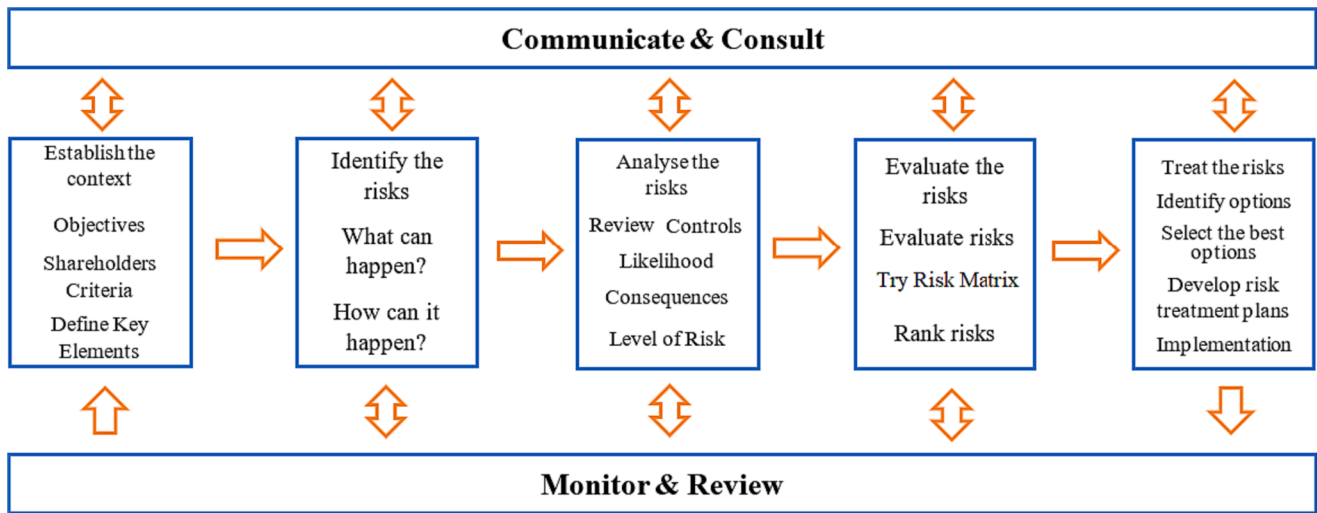 Communicate & Consult
Establish the
context
Objectives
Shareholders
Criteria
Define Key
Elements
Identify the
risks
What can
happen?
How can it
happen?
Analyse the
risks
Review Controls
Likelihood
Consequences
Level of Risk
Evaluate the
risks
Evaluate risks
Try Risk Matrix
Rank risks
Treat the risks
Identify options
Select the best
options
Develop risk
treatment plans
Implementation
Monitor & Review